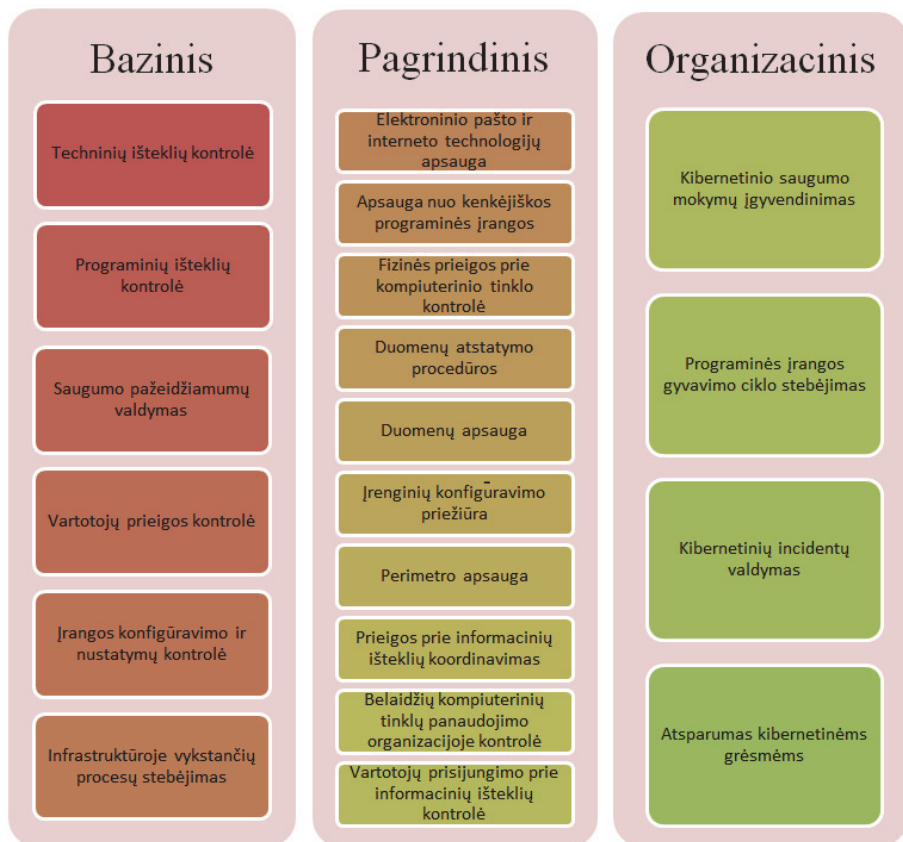 Bazinis
Techninių išteklių kontrolė
Programinių išteklių
kontrolė
Saugumo pažeidžiamumų
valdymas
Vartotojų prieigos kontrolė
Įrangos konfigūravimo ir
nustatymų kontrolė
Infrastruktūroje vykstančių
procesų stebėjimas
Pagrindinis
Elektroninio pašto ir
interneto technologijų
apsauga
Apsauga nuo kenkėjiškos
programinės įrangos
Fizinės prieigos prie
kompiuterinio tinklo
kontrolė
Duomenų atstatymo
procedūros
Duomenų apsauga
Įrenginių konfigūravimo
priežiūra
Perimetro apsauga
Prieigos prie informacinių
išteklių koordinavimas
Belaidžių kompiuterinių
tinklų panaudojimo
organizacijoje kontrolė
Vartotojų prisijungimo prie
informacinių išteklių
kontrolė
Organizacinis
Kibernetinio saugumo
mokymų įgyvendinimas
Programinės įrangos
gyvavimo ciklo stebėjimas
Kibernetinių incidentų
valdymas
Atsparumas kibernetinėms
grėsmėms